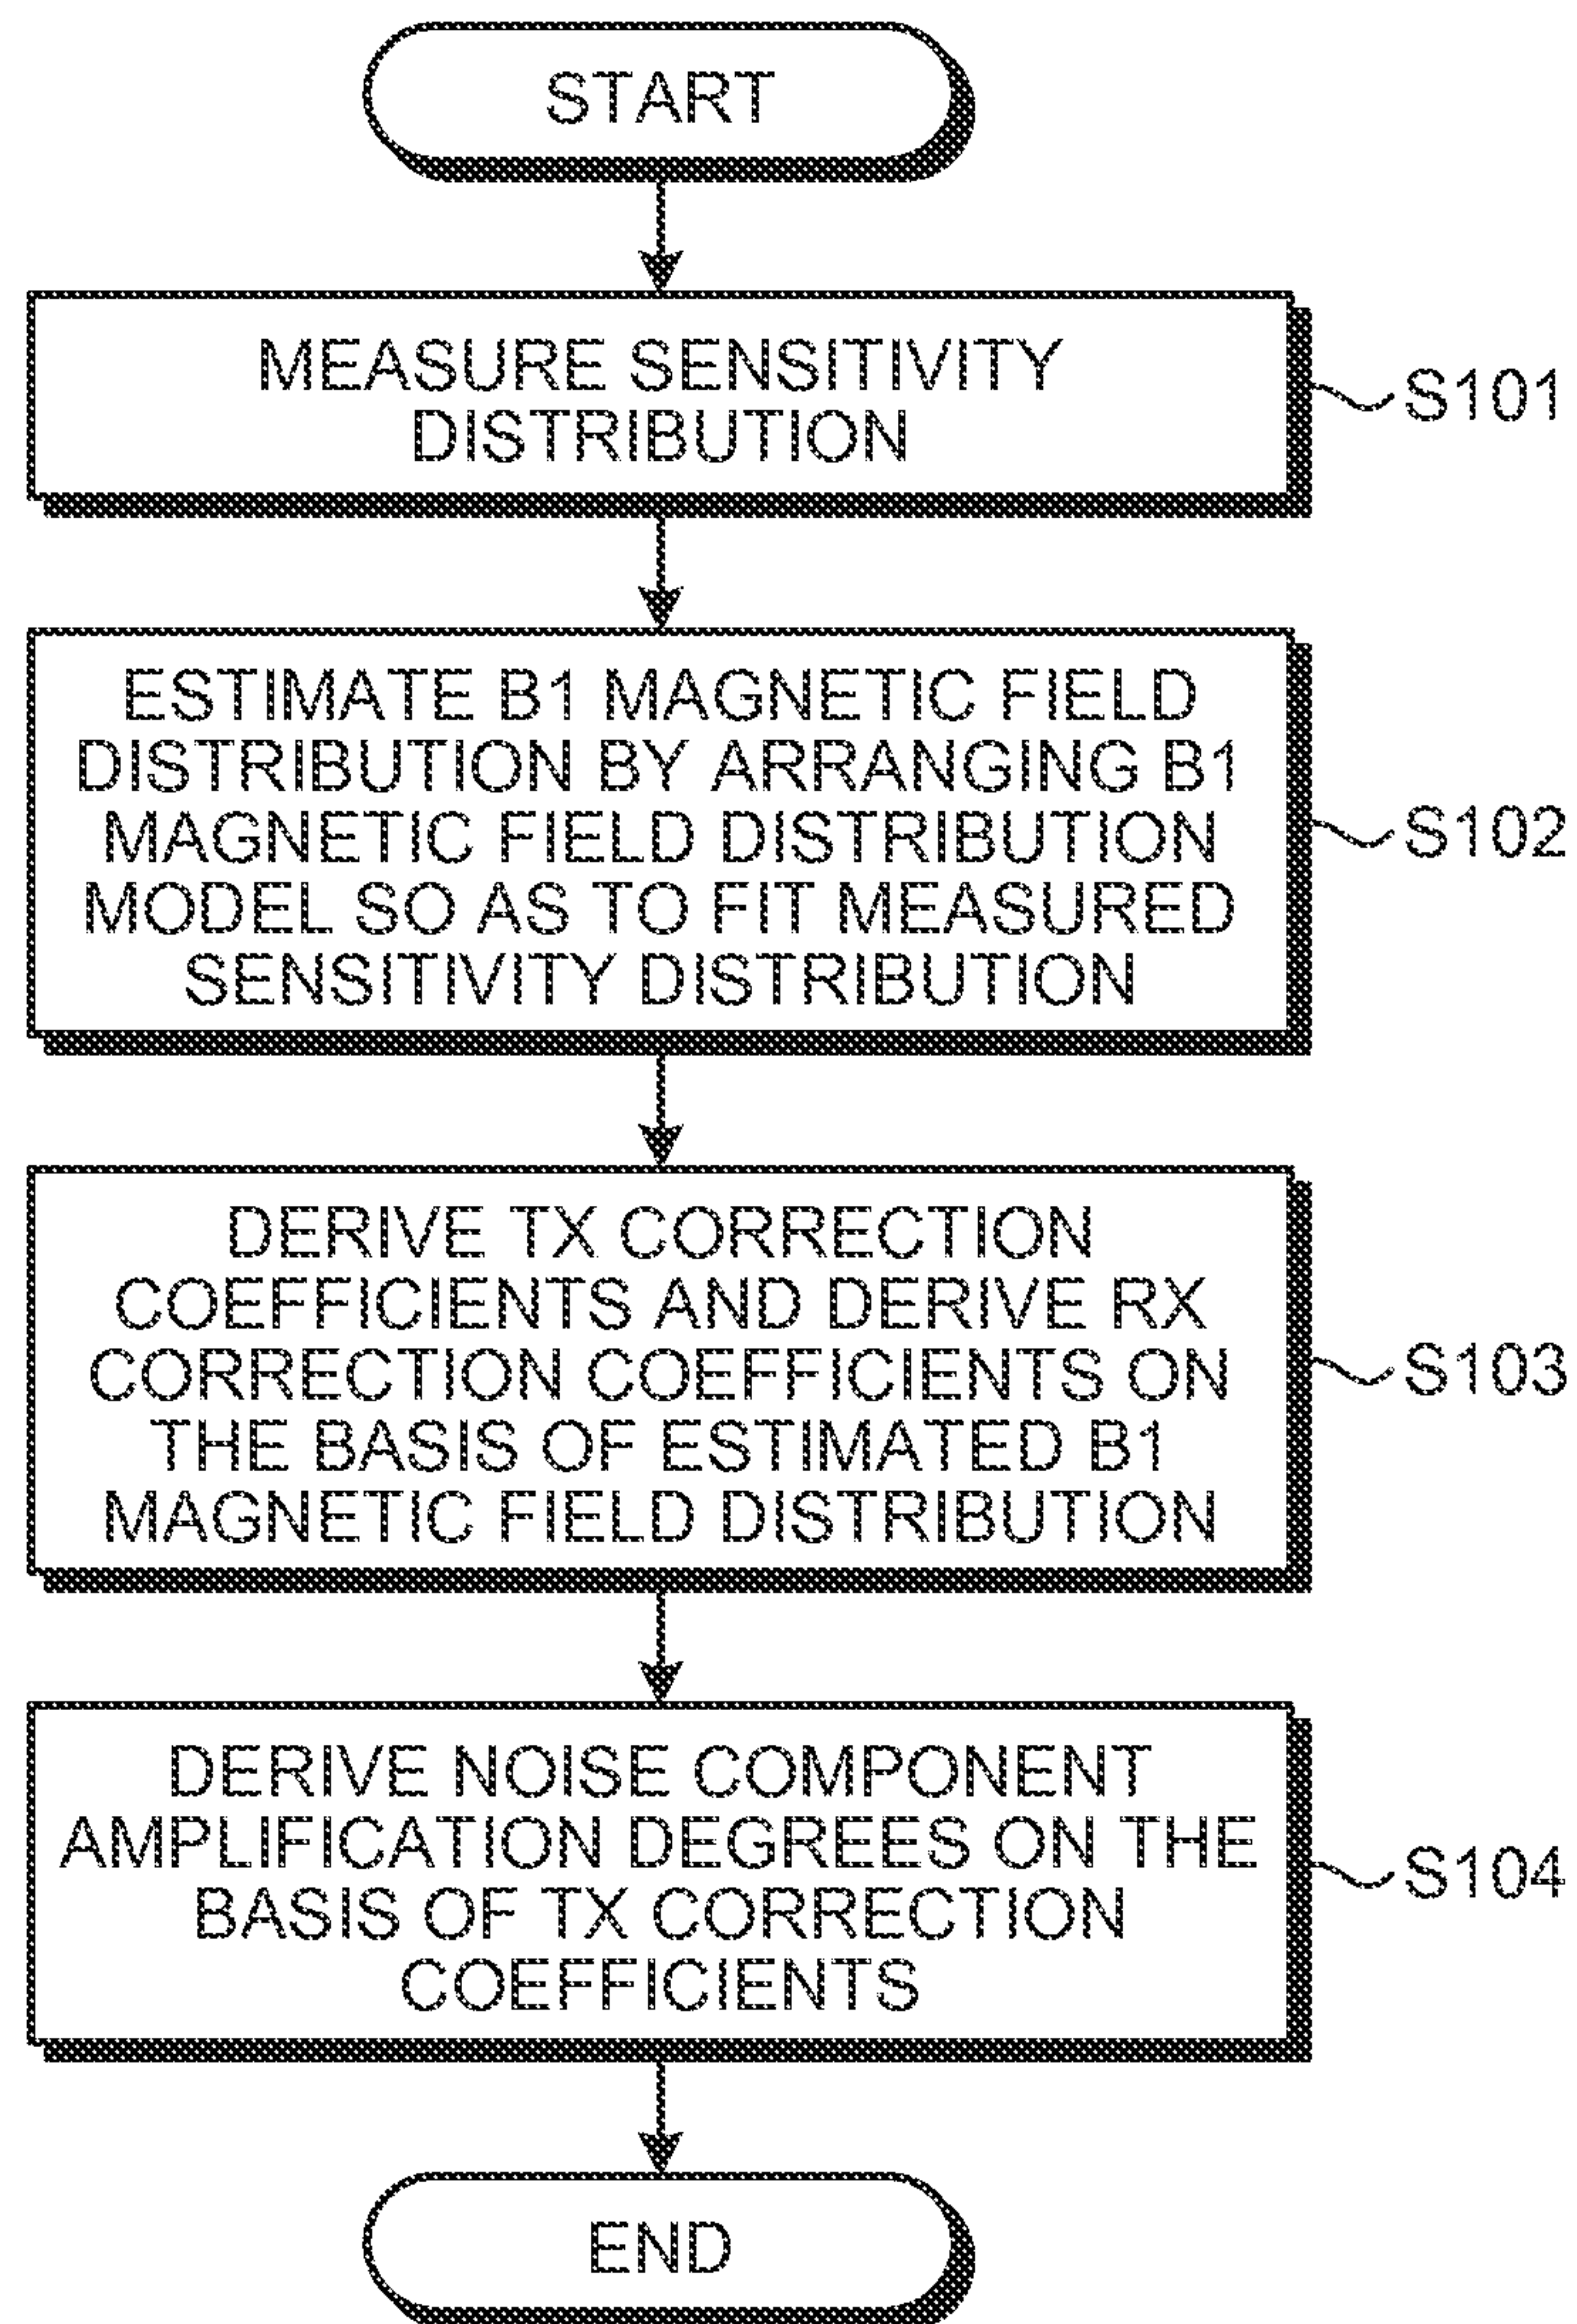 START
MEASURE SENSITIVITY
DISTRIBUTION
S101
ESTIMATE B1 MAGNETIC FIELD
DISTRIBUTION BY ARRANGING B1
MAGNETIC FIELD DISTRIBUTION
MODEL SO AS TO FIT MEASURED
SENSITIVITY DISTRIBUTION
S102
DERIVE TX CORRECTION
COEFFICIENTS AND DERIVE RX
CORRECTION COEFFICIENTS ON
THE BASIS OF ESTIMATED B1
MAGNETIC FIELD DISTRIBUTION
S103
DERIVE NOISE COMPONENT
AMPLIFICATION DEGREES ON THE
BASIS OF TX CORRECTION
COEFFICIENTS
S104
END